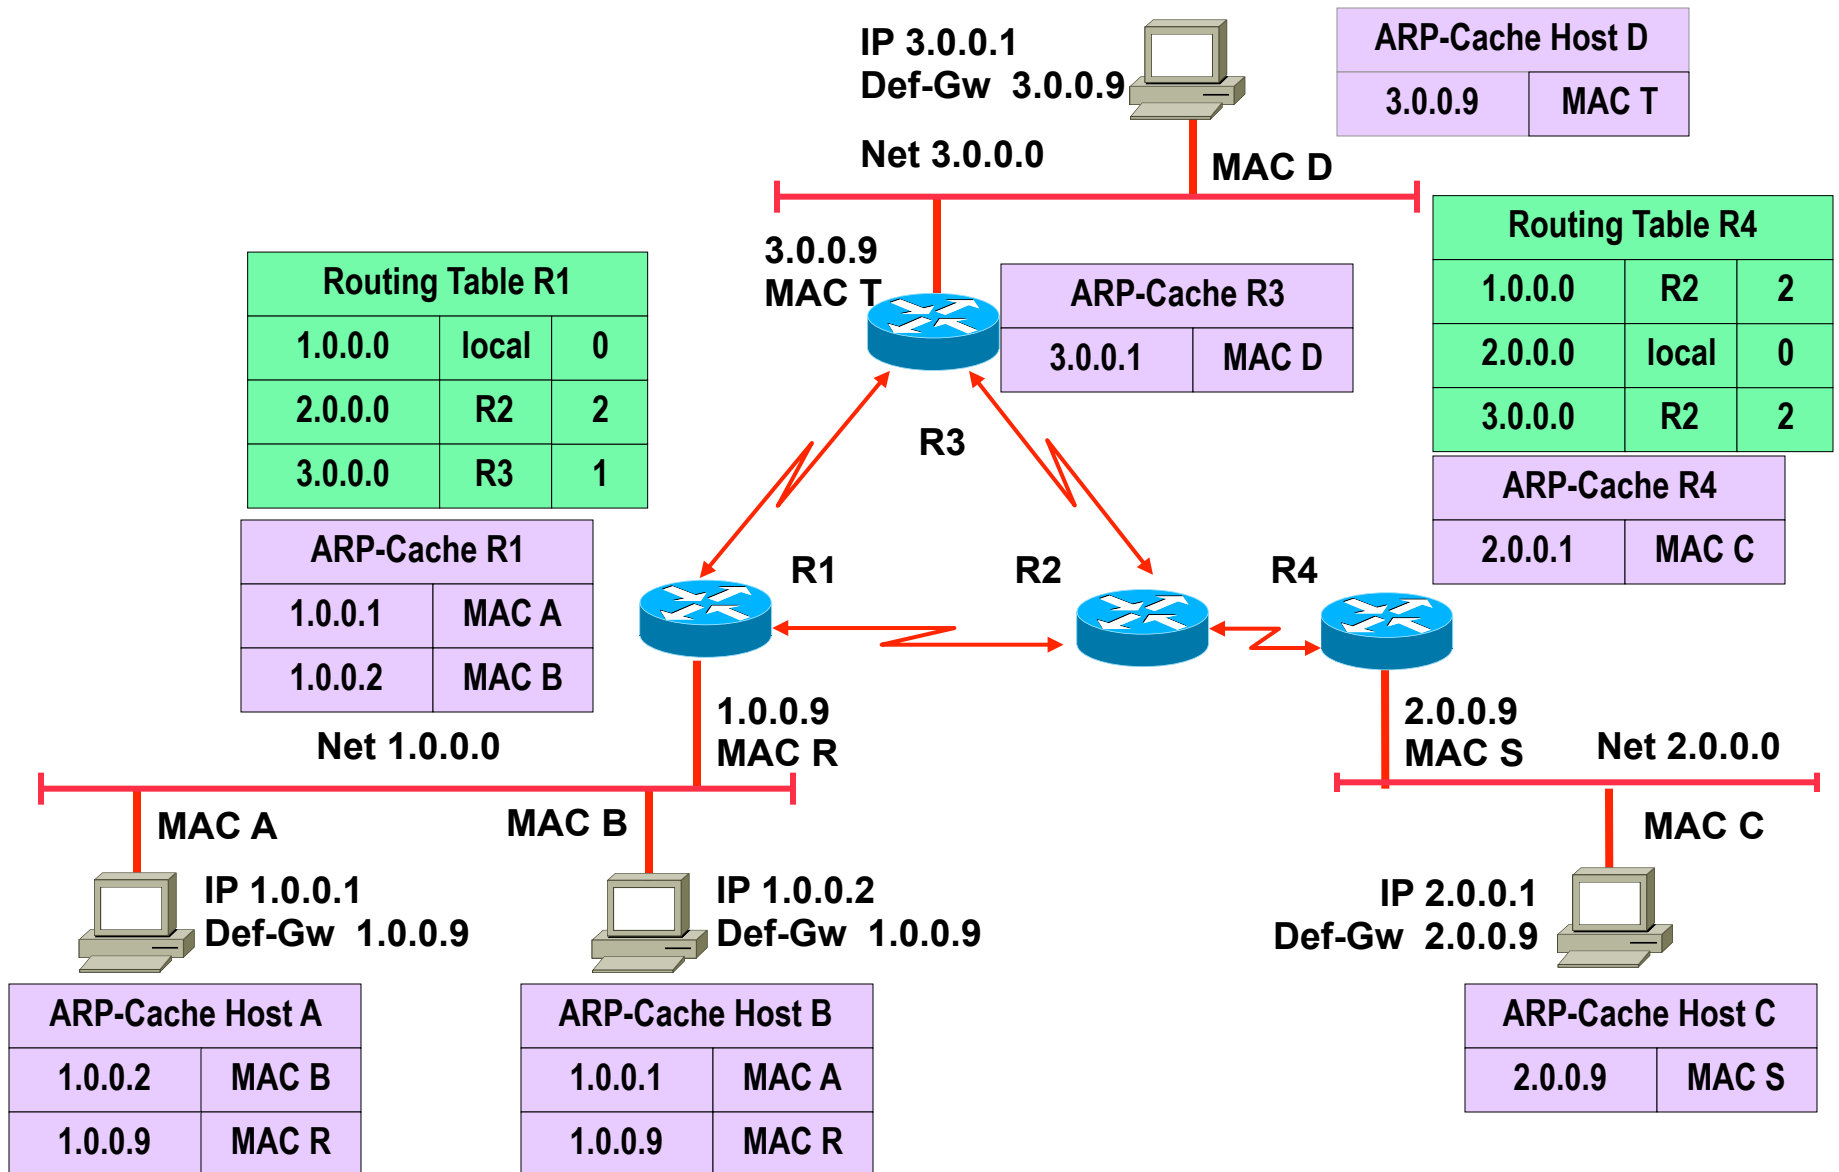 IP 3.0.0.1
Def-Gw 3.0.0.9
ARP-Cache Host D
3.0.0.9 MAC T
Net 3.0.0.0
MAC D
3.0.0.9
MAC T
Routing Table R1
1.0.0.0 local 0
2.0.0.0 R2 2
3.0.0.0 R3 1
ARP-Cache R3
3.0.0.1 MAC D
Routing Table R4
1.0.0.0 R2 2
2.0.0.0 local 0
3.0.0.0 R2 2
R3
ARP-Cache R4
2.0.0.1 MAC C
ARP-Cache R1
1.0.0.1 MAC A
1.0.0.2 MAC B
R1
R2
R4
1.0.0.9
MAC R
Net 1.0.0.0
2.0.0.9
MAC S
Net 2.0.0.0
MAC A
MAC B
MAC C
IP 1.0.0.1
Def-Gw 1.0.0.9
IP 1.0.0.2
Def-Gw 1.0.0.9
IP 2.0.0.1
Def-Gw 2.0.0.9
ARP-Cache Host A
1.0.0.2 MAC B
1.0.0.9 MAC R
ARP-Cache Host B
1.0.0.1 MAC A
1.0.0.9 MAC R
ARP-Cache Host C
2.0.0.9 MAC S